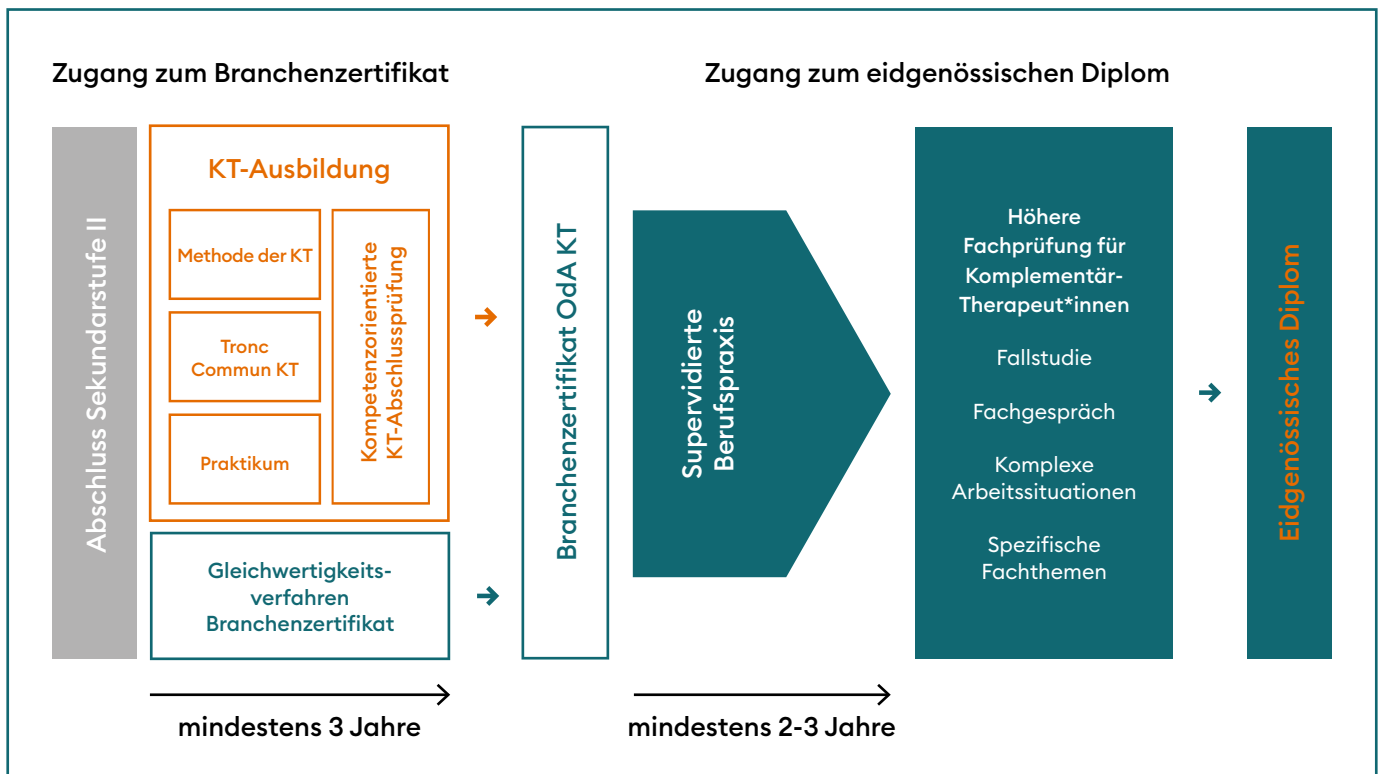 Zugang zum Branchenzertifikat
Zugang zum eidgenössischen Diplom
Abschluss Sekundarstufe II
KT-Ausbildung
Methode der KT
Tronc
Commun KT
Praktikum
Kompetenzorientierte
KT-Abschlussprüfung
Gleichwertigkeits-
verfahren
Branchenzertifikat
Branchenzertifikat OdA KT
Supervidierte
Berufspraxis
Höhere
Fachprüfung für
Komplementär-
Therapeut*innen
Fallstudie
Fachgespräch
Komplexe
Arbeitssituationen
Spezifische
Fachthemen
Eidgenössisches Diplom
mindestens 3 Jahre
mindestens 2-3 Jahre